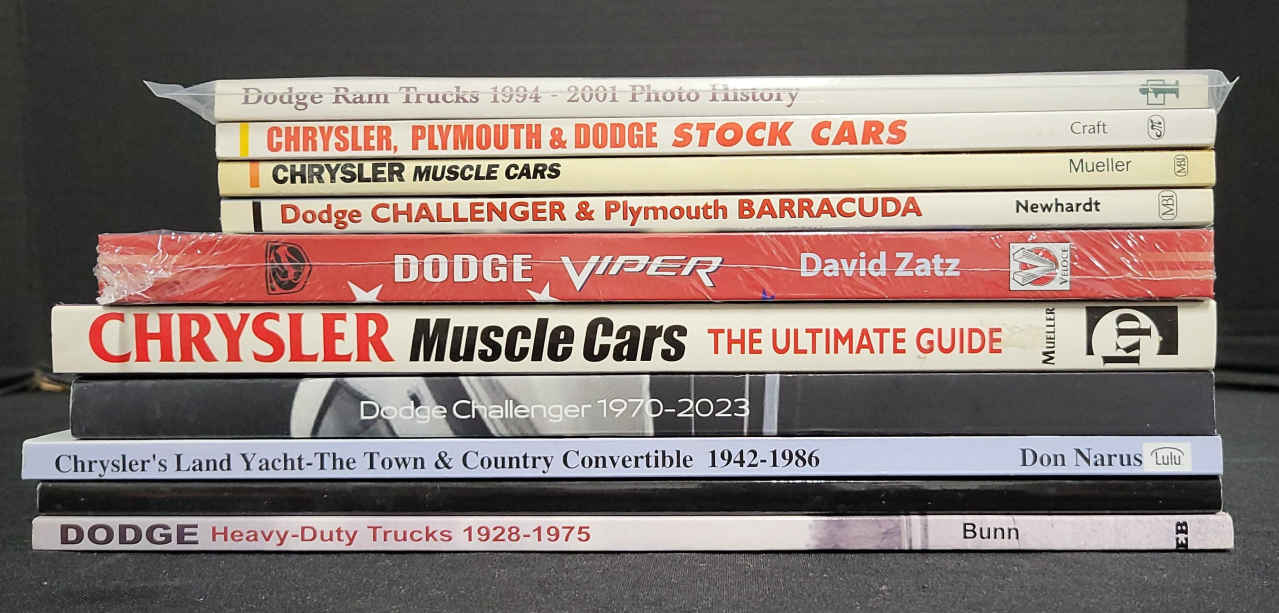 Dodge Ram Trucks 1994 - 2001 Photo History
CHRYSLER, PLYMOUTH & DODGE STOCK CARS Craft
CHRYSLER MUSCLE CARS Mueller MBI
Dodge CHALLENGER & Plymouth BARRACUDA Newhardt MBI
DODGE VIPER David Zatz VELOCE
CHRYSLER Muscle Cars THE ULTIMATE GUIDE MUELLER kp
Dodge Challenger 1970-2023
Chrysler's Land Yacht-The Town & Country Convertible 1942-1986 Don Narus Lulu
DODGE Heavy-Duty Trucks 1928-1975 Bunn EB